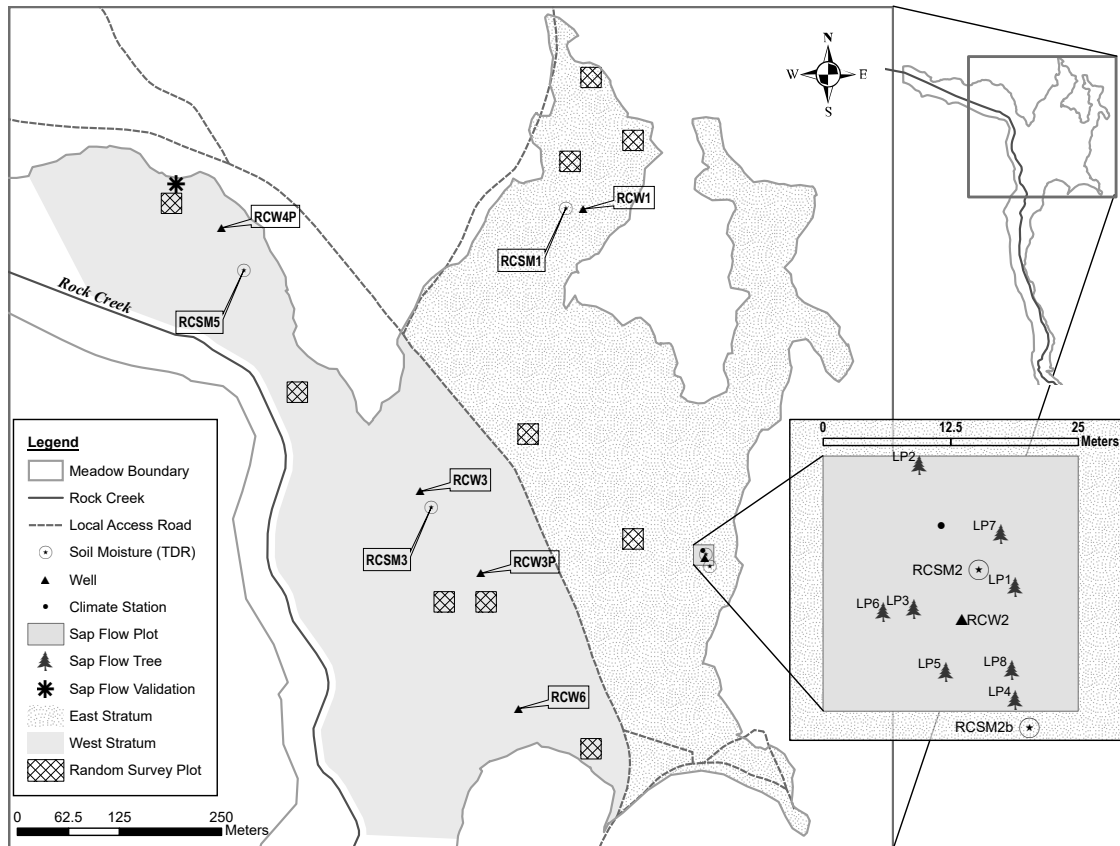 N
W E
S
RCW1
RCW4P
RCSM1
Rock Creek
RCSM5
RCW3
RCSM3
RCW3P
RCW6
Legend
Meadow Boundary
Rock Creek
Local Access Road
Soil Moisture (TDR)
Well
Climate Station
Sap Flow Plot
Sap Flow Tree
Sap Flow Validation
East Stratum
West Stratum
Random Survey Plot
0 62.5 125 250
Meters
0 12.5 25
Meters
LP2
LP7
RCSM2
LP1
LP6
LP3
RCW2
LP5
LP8
LP4
RCSM2b